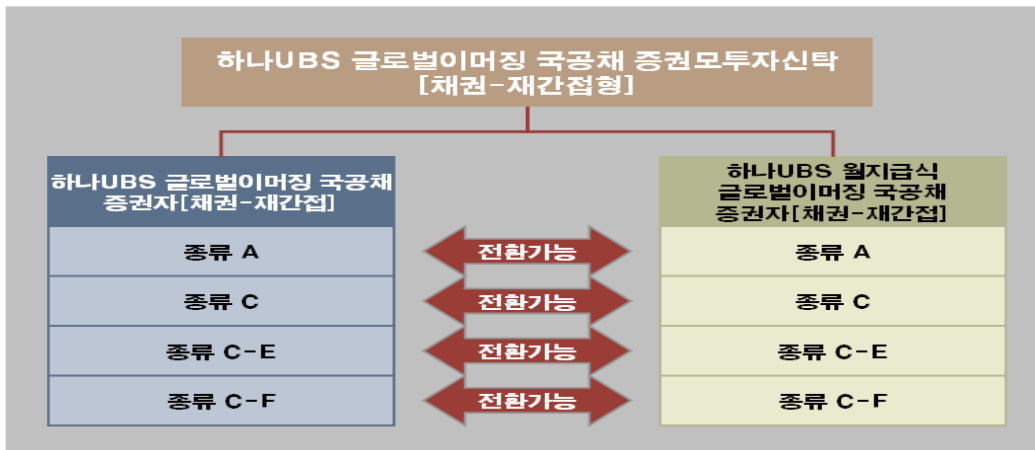 하나UBS 글로벌이머징 국공채 증권모투자신탁
[채권-재간접형]
하나UBS 글로벌이머징 국공채
증권자[채권-재간접]
하나UBS 월지급식
글로벌이머징 국공채
증권자[채권-재간접]
종류 A
전환가능
종류 A
종류 C
전환가능
종류 C
종류 C-E
전환가능
종류 C-E
종류 C-F
전환가능
종류 C-F